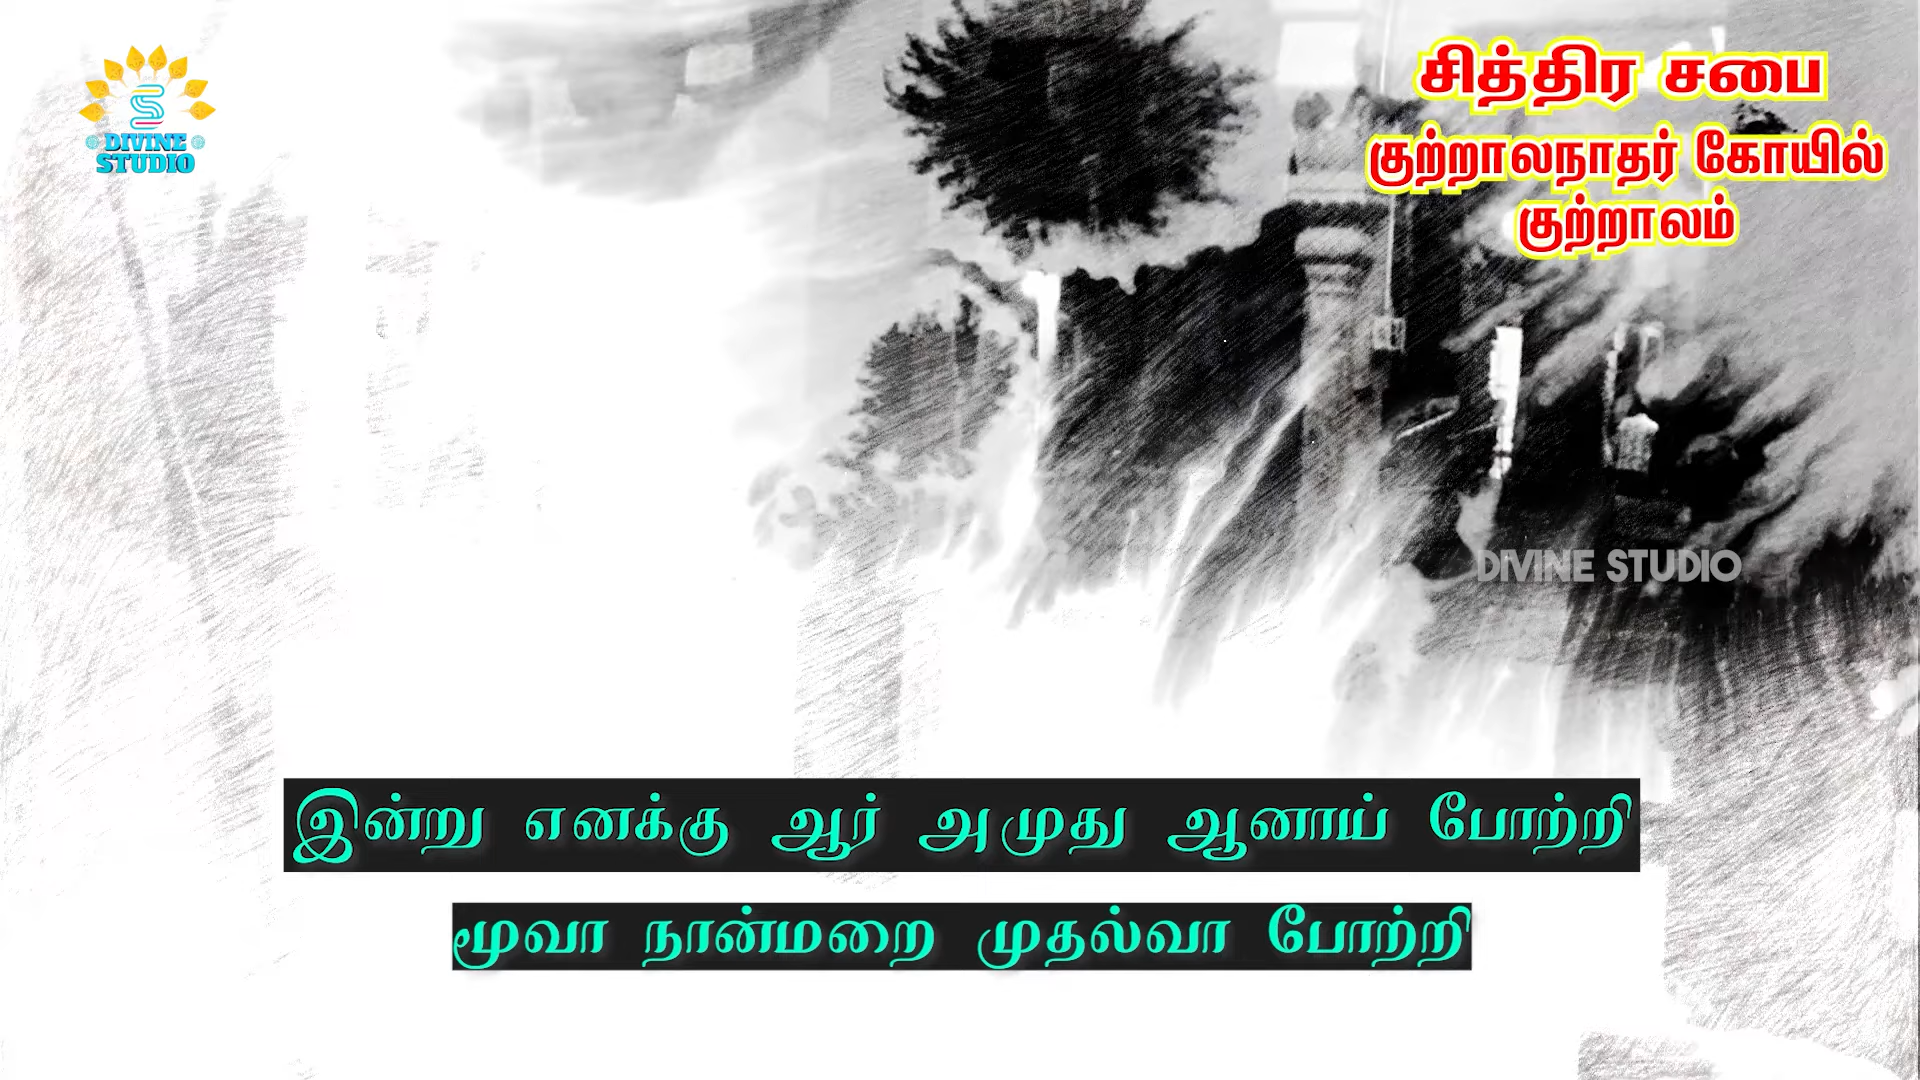 DIVINE
STUDIO
சித்திர சபை
குற்றாலநாதர் கோயில்
குற்றாலம்
DIVINE STUDIO
இன்று எனக்கு ஆர் அமுது ஆனாய் போற்றி
மூவா நான்மறை முதல்வா போற்றி